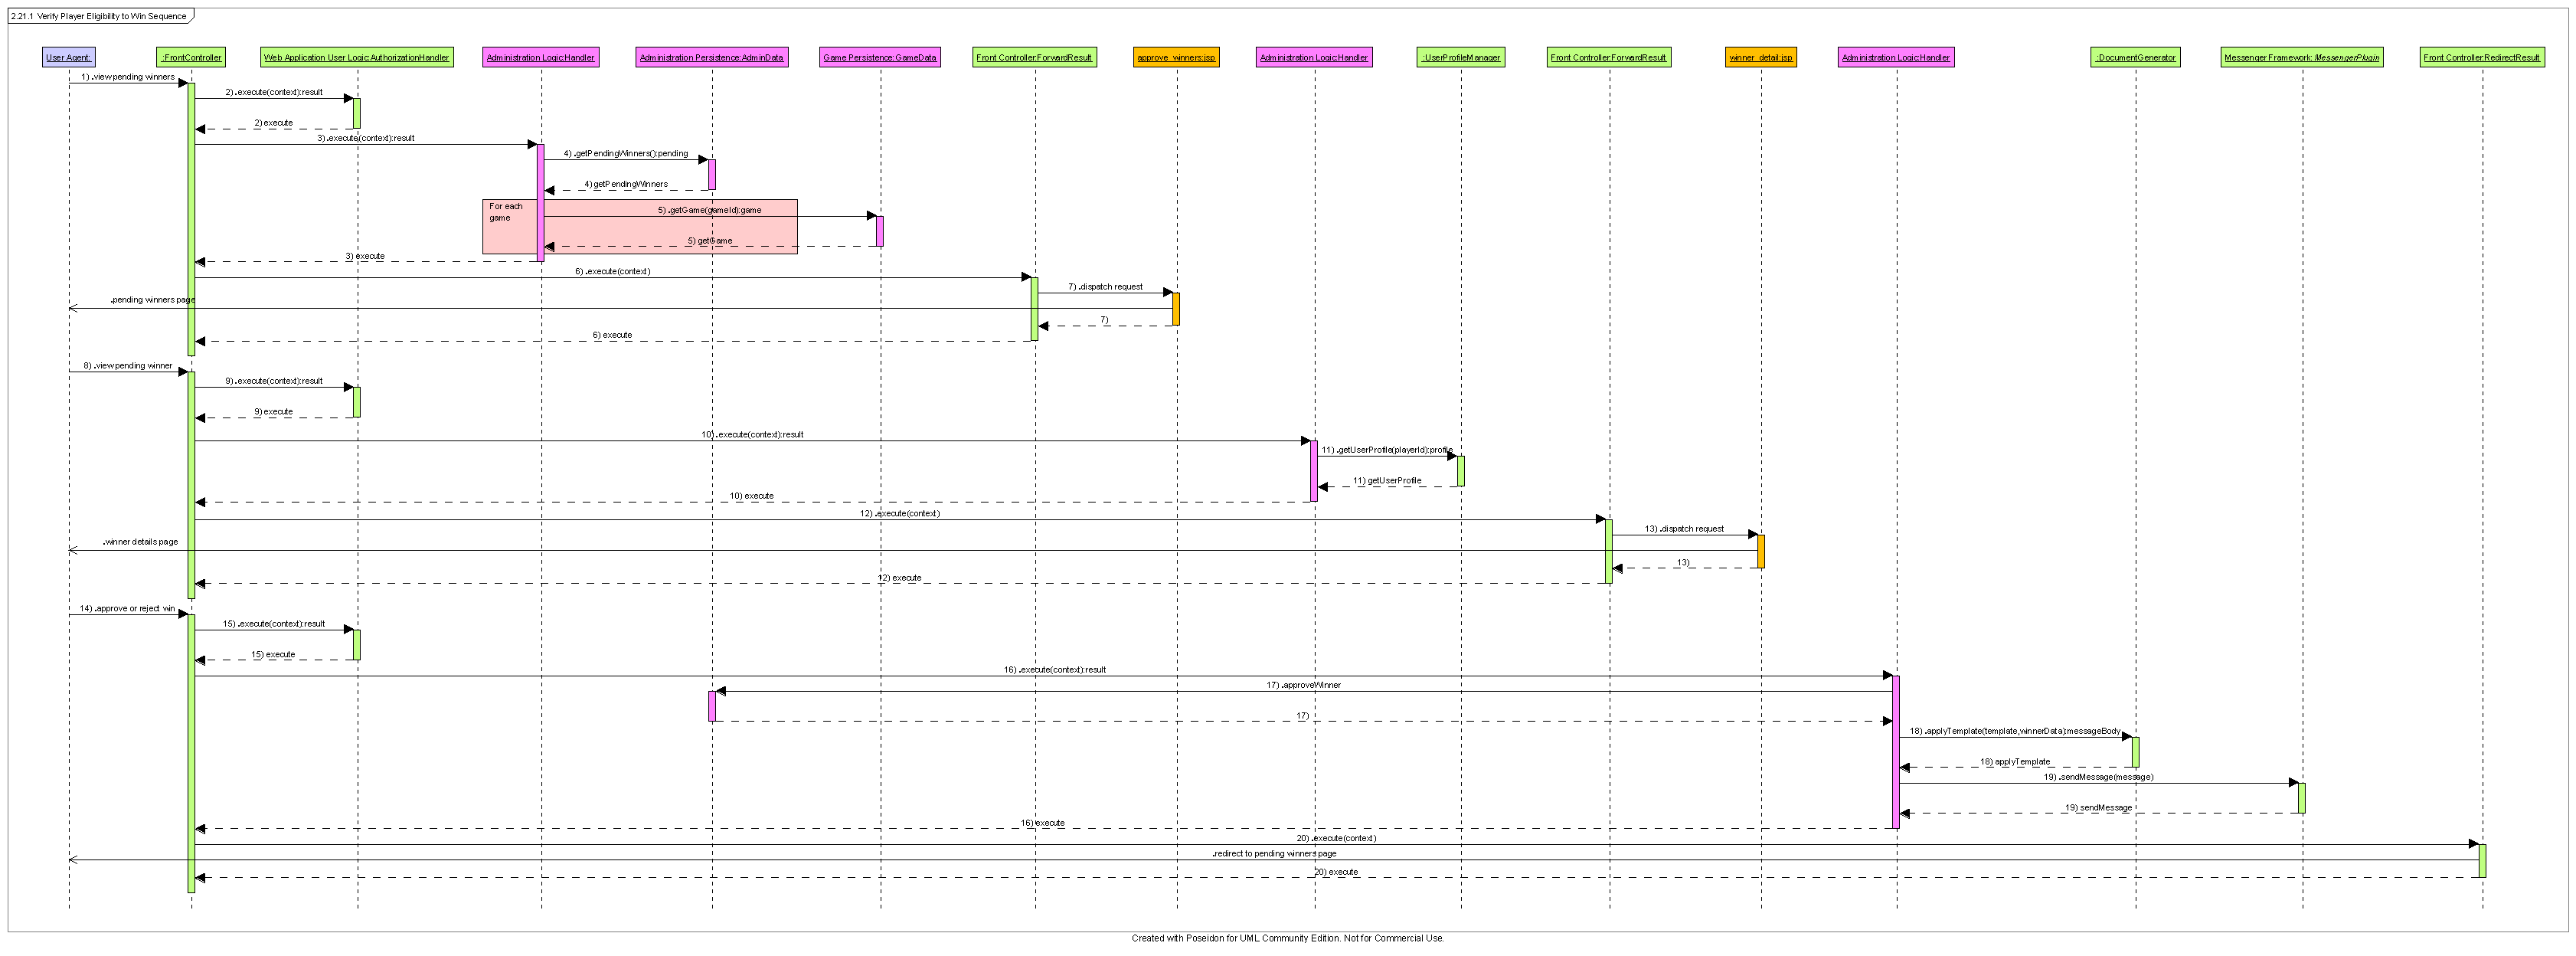 2.21.1 Verify Player Eligibility to Win Sequence
User Agent:
:FrontController
Web Application User Logic:AuthorizationHandler
Administration Logic:Handler
Administration Persistence:AdminData
Game Persistence:GameData
Front Controller:ForwardResult
approve_winners:jsp
Administration Logic:Handler
:UserProfileManager
Front Controller:ForwardResult
winner_detail:jsp
Administration Logic:Handler
:DocumentGenerator
Messenger Framework:MessengerPlugin
Front Controller:RedirectResult
1) .view pending winners
2) .execute(context):result
2) execute
3) .execute(context):result
4) .getPendingWinners():pending
4) getPendingWinners
For each
game
5) .getGame(gameId):game
5) getGame
3) execute
6) .execute(context)
7) .dispatch request
.pending winners page
7)
6) execute
8) .view pending winner
9) .execute(context):result
9) execute
10) .execute(context):result
11) .getUserProfile(playerId):profile
11) getUserProfile
10) execute
12) .execute(context)
13) .dispatch request
.winner details page
13)
12) execute
14) .approve or reject win
15) .execute(context):result
15) execute
16) .execute(context):result
17) .approveWinner
17)
18) .applyTemplate(template,winnerData):messageBody
18) applyTemplate
19) .sendMessage(message)
19) sendMessage
16) execute
20) .execute(context)
.redirect to pending winners page
20) execute
Created with Poseidon for UML Community Edition. Not for Commercial Use.